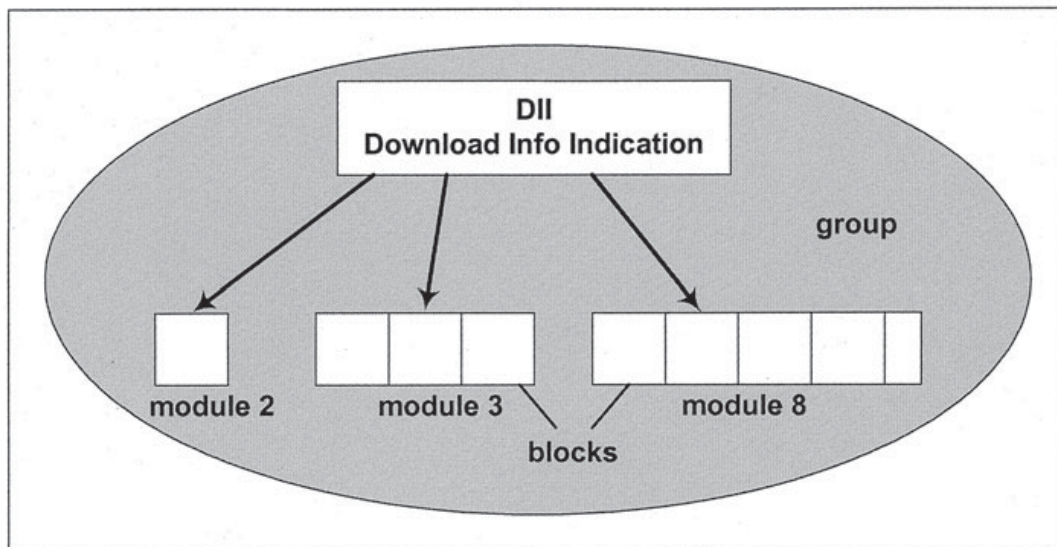 DII
Download Info Indication
group
module 2
module 3
module 8
blocks